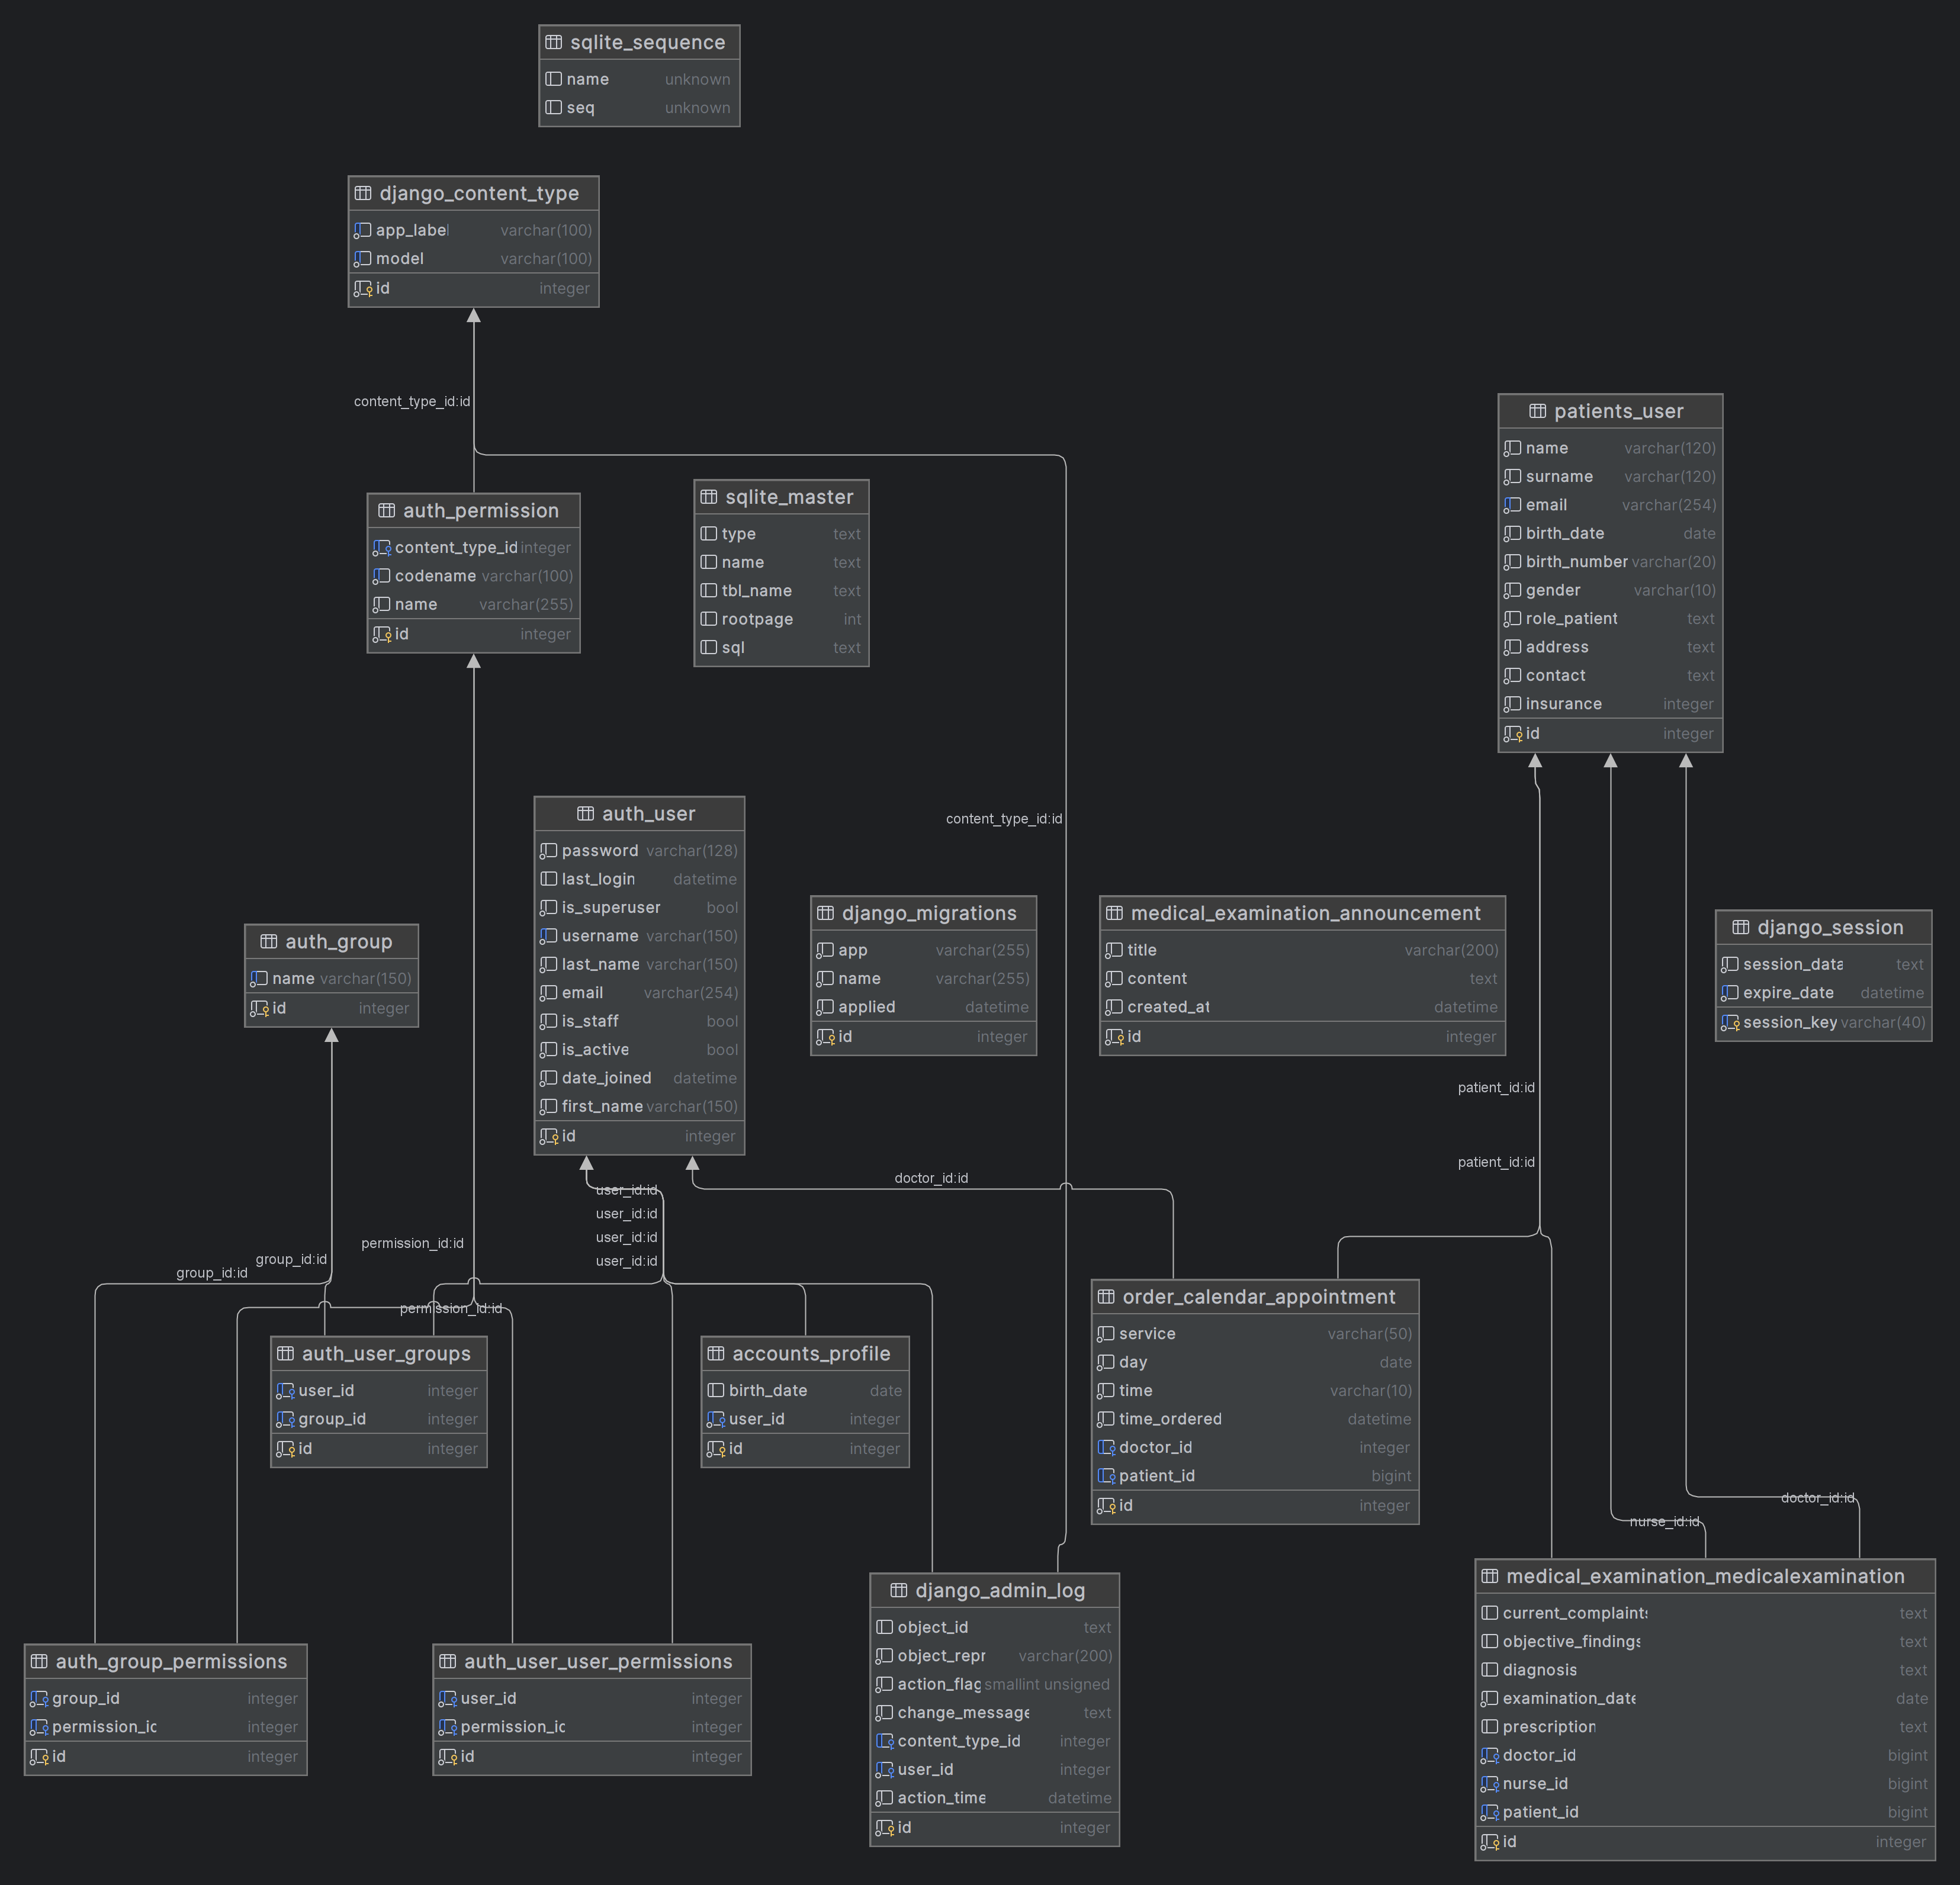 sqlite_sequence
name unknown
seq unknown
django_content_type
app_label varchar(100)
model varchar(100)
id integer
content_type_id:id
patients_user
name varchar(120)
surname varchar(120)
email varchar(254)
birth_date date
birth_number varchar(20)
gender varchar(10)
role_patient text
address text
contact text
insurance integer
id integer
auth_permission
content_type_id integer
codename varchar(100)
name varchar(255)
id integer
sqlite_master
type text
name text
tbl_name text
rootpage int
sql text
auth_user
password varchar(128)
last_login datetime
is_superuser bool
username varchar(150)
last_name varchar(150)
email varchar(254)
is_staff bool
is_active bool
date_joined datetime
first_name varchar(150)
id integer
content_type_id:id
auth_group
name varchar(150)
id integer
django_migrations
app varchar(255)
name varchar(255)
applied datetime
id integer
medical_examination_announcement
title varchar(200)
content text
created_at datetime
id integer
django_session
session_data text
expire_date datetime
session_key varchar(40)
patient_id:id
patient_id:id
doctor_id:id
user_id:id
user_id:id
user_id:id
user_id:id
permission_id:id
group_id:id
group_id:id
permission_id:id
auth_user_groups
user_id integer
group_id integer
id integer
accounts_profile
birth_date date
user_id integer
id integer
order_calendar_appointment
service varchar(50)
day date
time varchar(10)
time_ordered datetime
doctor_id integer
patient_id bigint
id integer
doctor_id:id
nurse_id:id
auth_group_permissions
group_id integer
permission_id integer
id integer
auth_user_user_permissions
user_id integer
permission_id integer
id integer
django_admin_log
object_id text
object_repr varchar(200)
action_flag smallint unsigned
change_message text
content_type_id integer
user_id integer
action_time datetime
id integer
medical_examination_medicalexamination
current_complaints text
objective_findings text
diagnosis text
examination_date date
prescription text
doctor_id bigint
nurse_id bigint
patient_id bigint
id integer